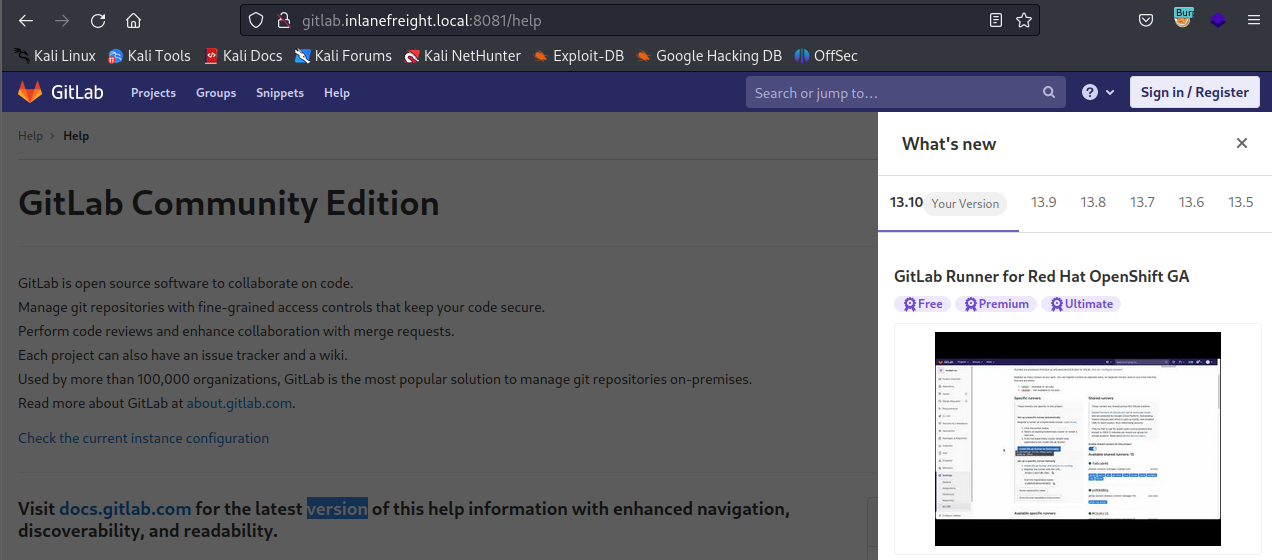 gitlab.inlanefreight.local:8081/help
Bur
Kali Linux Kali Tools Kali Docs Kali Forums Kali NetHunter Exploit-DB Google Hacking DB OffSec
GitLab Projects Groups Snippets Help Search or jump to... Sign in / Register
Help › Help
GitLab Community Edition
GitLab is open source software to collaborate on code.
Manage git repositories with fine-grained access controls that keep your code secure.
Perform code reviews and enhance collaboration with merge requests.
Each project can also have an issue tracker and a wiki.
Used by more than 100,000 organizations, GitLab is the most popular solution to manage git repositories on-premises.
Read more about GitLab at about.gitlab.com.
Check the current instance configuration
Visit docs.gitlab.com for the latest version of this help information with enhanced navigation,
discoverability, and readability.
What's new
13.10 Your Version 13.9 13.8 13.7 13.6 13.5
GitLab Runner for Red Hat OpenShift GA
Free Premium Ultimate
Specific runners Shared runners